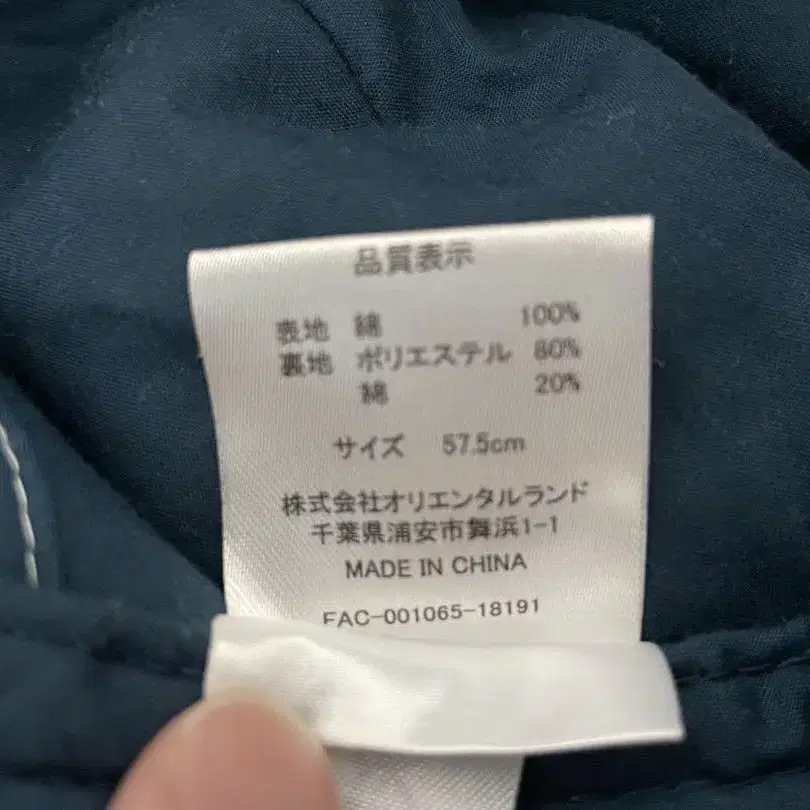 品質表示
表地 綿 100%
裏地 ポリエステル 80%
綿 20%
サイズ 57.5cm
株式会社オリエンタルランド
千葉県浦安市舞浜1-1
MADE IN CHINA
FAC-001065-18191